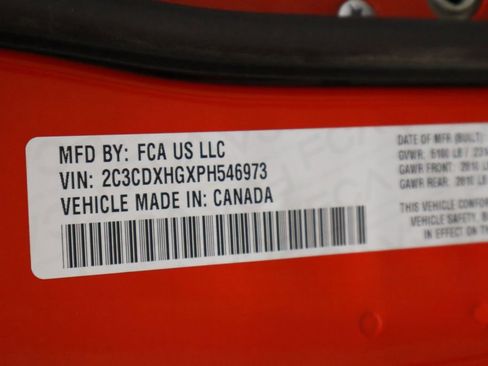 MFD BY: FCA US LLC
VIN: 2C3CDXHGXPH546973
VEHICLE MADE IN: CANADA
DATE OF MFR (BUILT)
GVWR:
GAWR FRONT:
GAWR REAR:
THIS VEHICLE CONFOR
VEHICLE SAFETY,
IN EFFECT ON